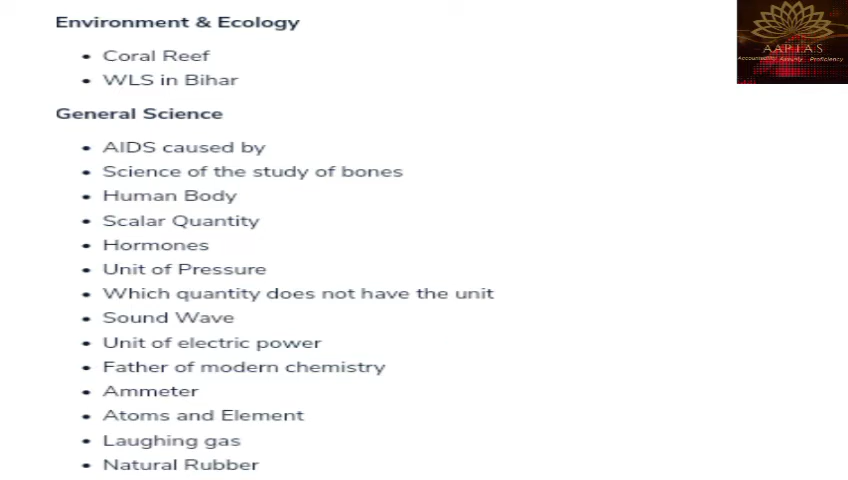 Environment & Ecology
• Coral Reef
• WLS in Bihar
General Science
• AIDS caused by
• Science of the study of bones
• Human Body
• Scalar Quantity
• Hormones
• Unit of Pressure
• Which quantity does not have the unit
• Sound Wave
• Unit of electric power
• Father of modern chemistry
• Ammeter
• Atoms and Element
• Laughing gas
• Natural Rubber
Proficiency